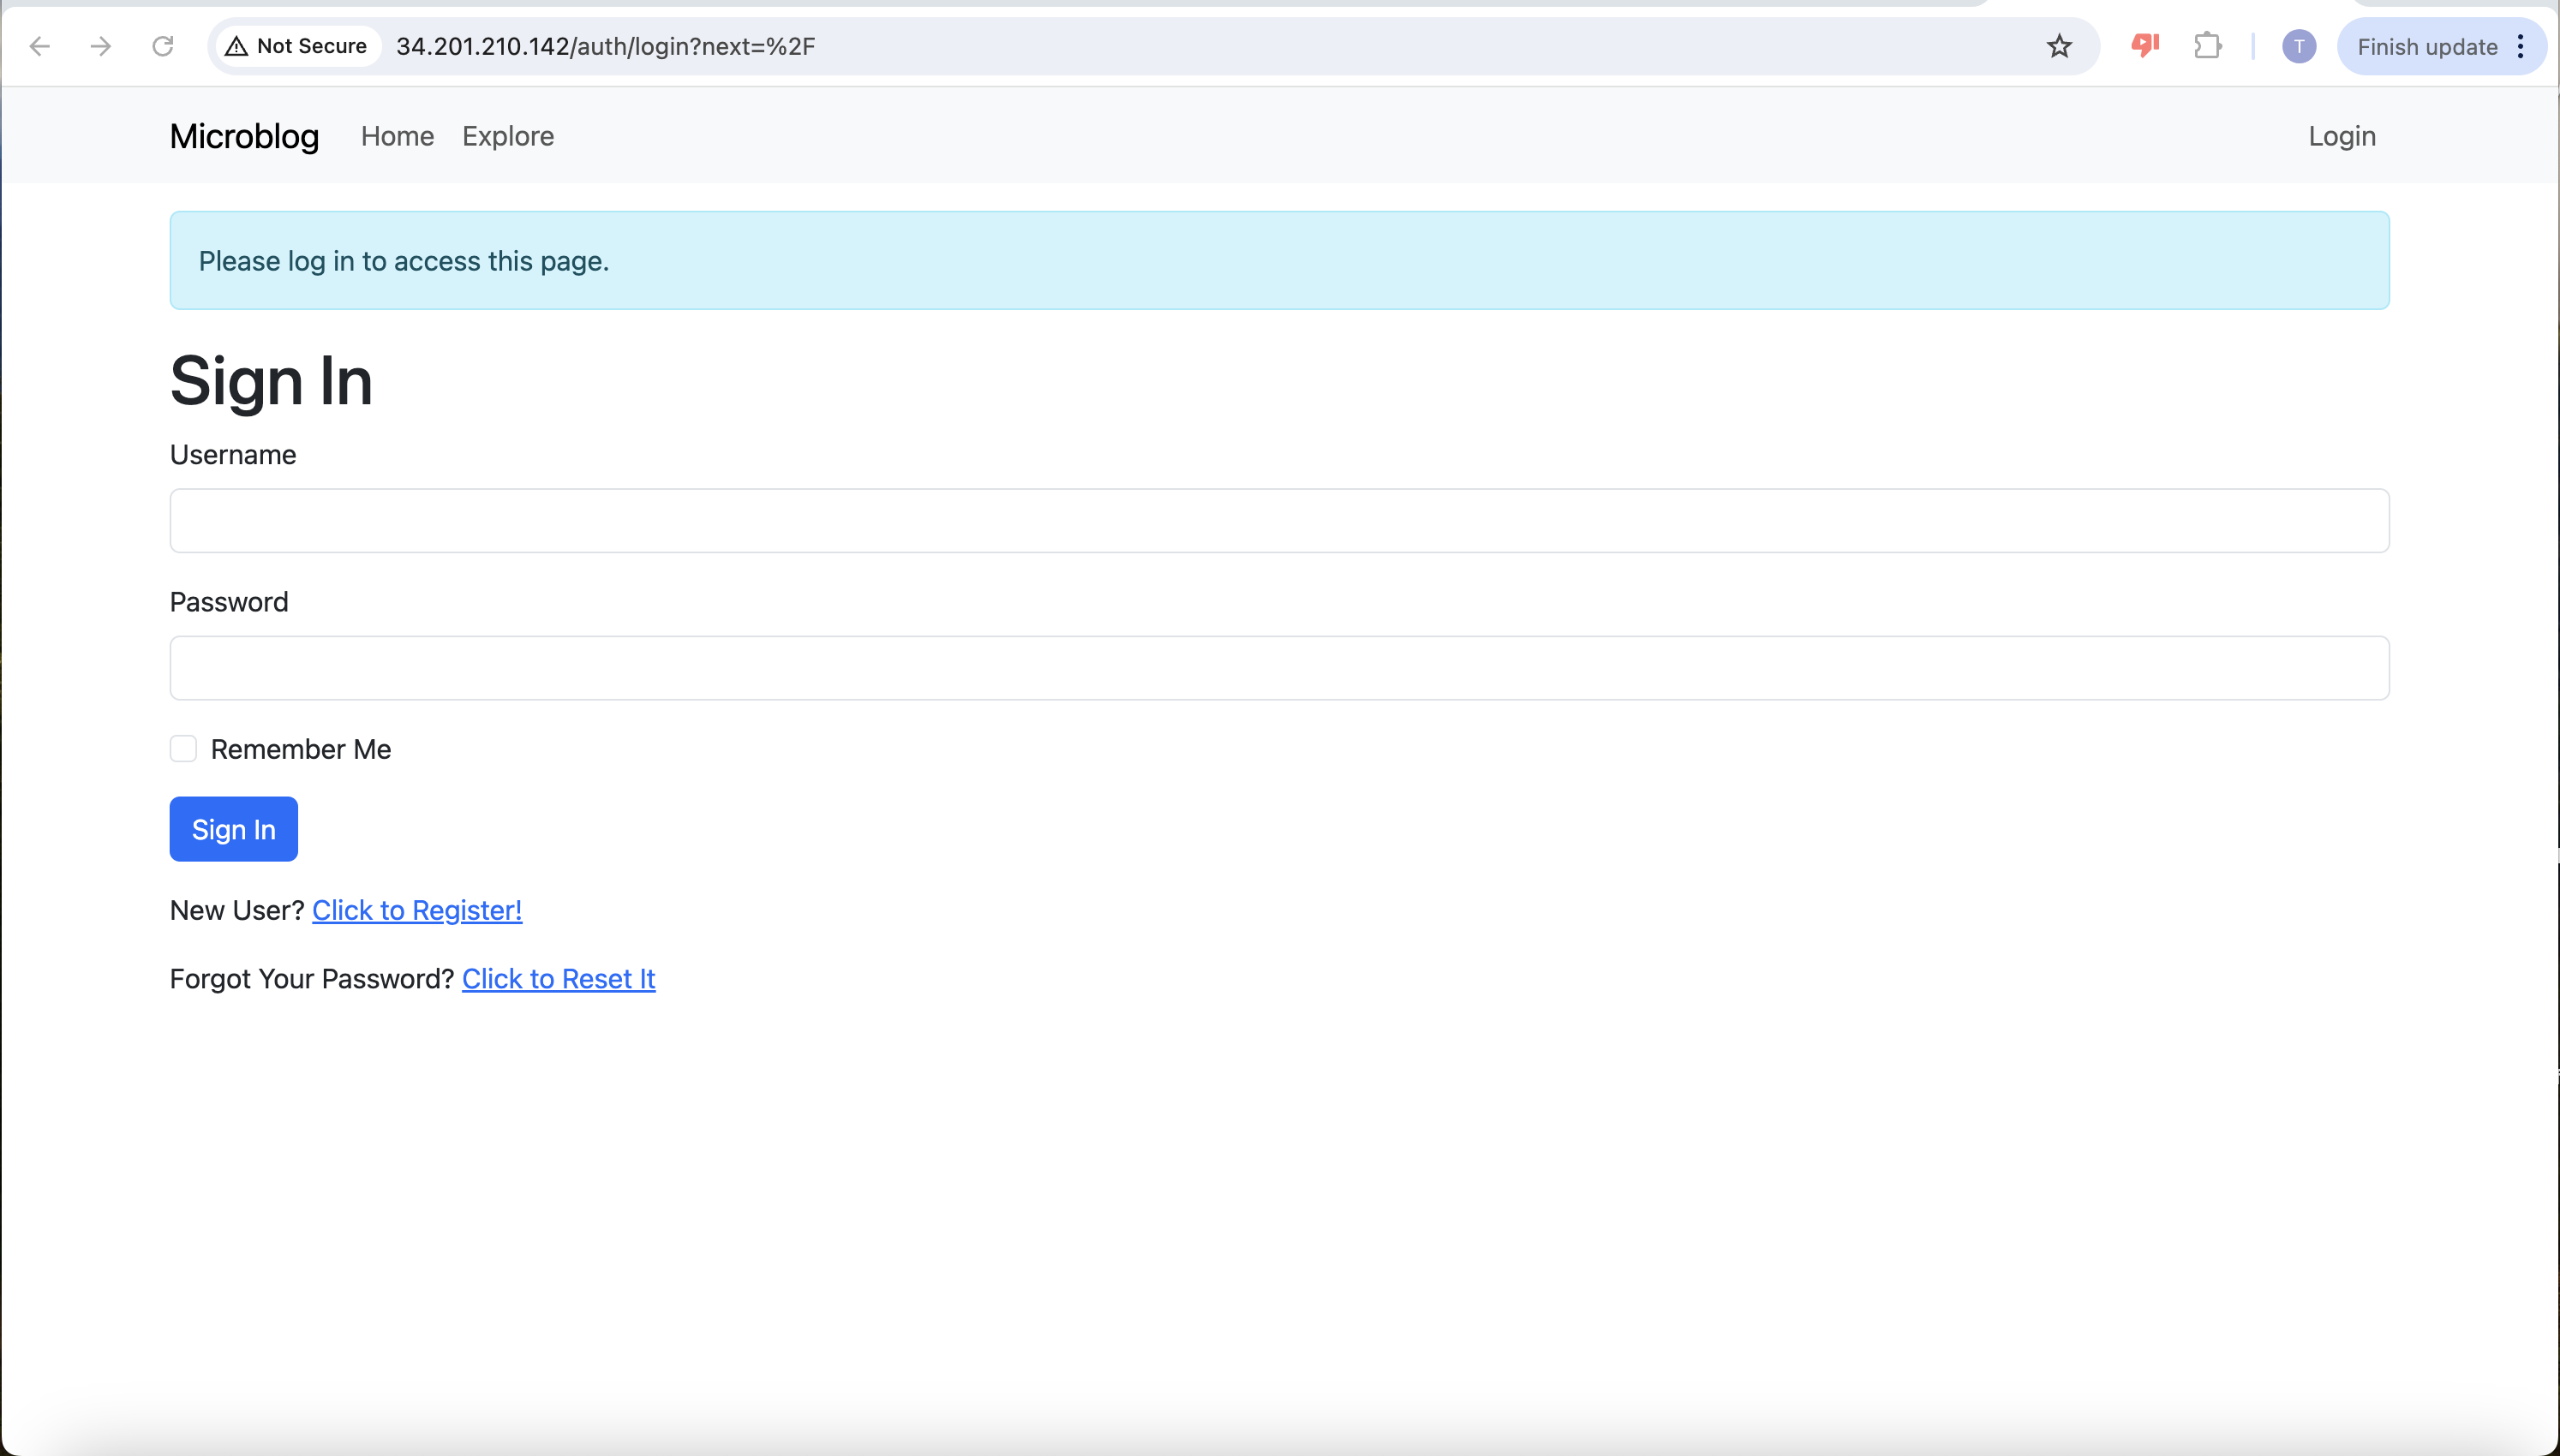 Not Secure 34.201.210.142/auth/login?next=%2F T Finish update
Microblog Home Explore Login
Please log in to access this page.
Sign In
Username
Password
Remember Me
Sign In
New User? Click to Register!
Forgot Your Password? Click to Reset It